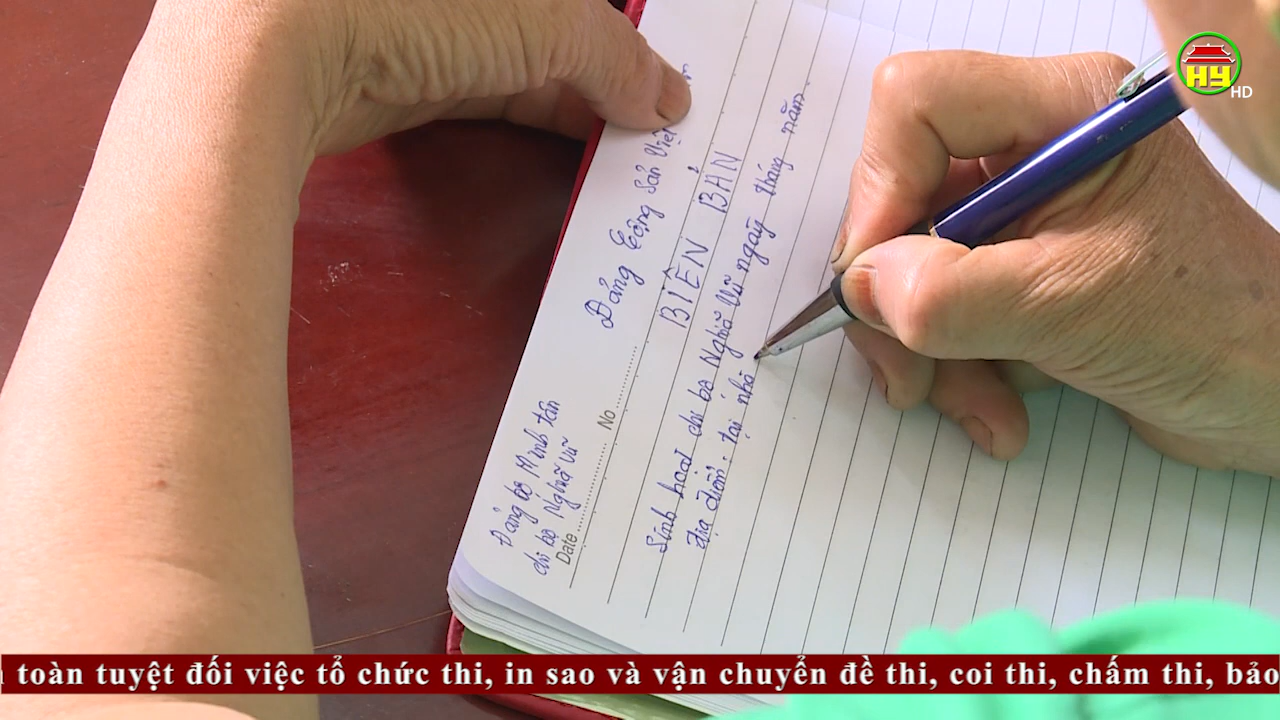 HY
HD
Đảng bộ Minh tân
chi bộ Nghĩa Vũ
Đảng Cộng sản Việt
Date No
BIÊN BẢN
Sinh hoạt chi bộ Nghĩa Vũ ngày tháng năm
địa điểm. tại nhà
toàn tuyệt đối việc tổ chức thi, in sao và vận chuyển đề thi, coi thi, chấm thi, bảo